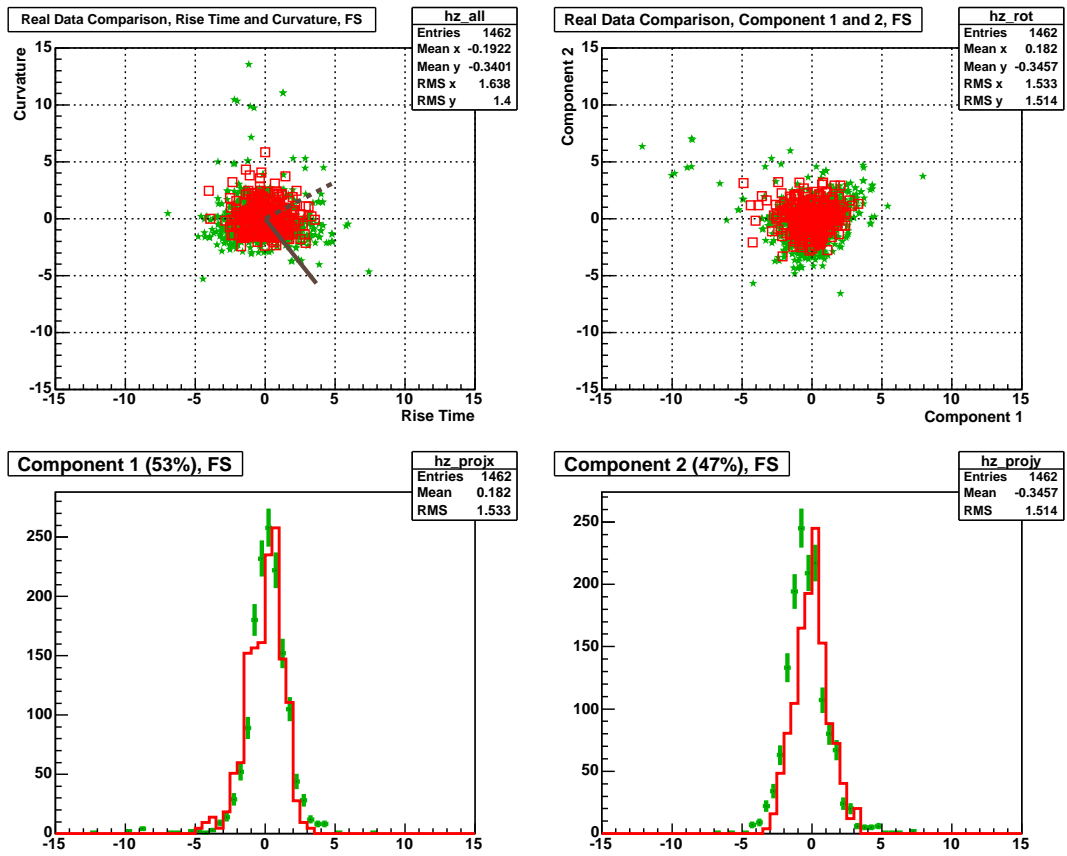 Real Data Comparison, Rise Time and Curvature, FS
hz_all
Entries 1462
Mean x -0.1922
Mean y -0.3401
RMS x 1.638
RMS y 1.4
Curvature
15
10
5
0
-5
-10
-15
-15 -10 -5 0 5 10 15
Rise Time
Real Data Comparison, Component 1 and 2, FS
hz_rot
Entries 1462
Mean x 0.182
Mean y -0.3457
RMS x 1.533
RMS y 1.514
Component 2
15
10
5
0
-5
-10
-15
-15 -10 -5 0 5 10 15
Component 1
Component 1 (53%), FS
hz_projx
Entries 1462
Mean 0.182
RMS 1.533
250
200
150
100
50
0
-15 -10 -5 0 5 10 15
Component 2 (47%), FS
hz_projy
Entries 1462
Mean -0.3457
RMS 1.514
250
200
150
100
50
0
-15 -10 -5 0 5 10 15